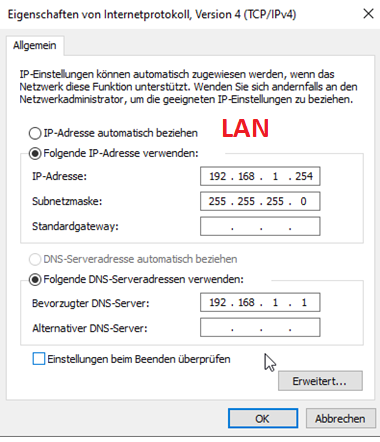 Eigenschaften von Internetprotokoll, Version 4 (TCP/IPv4)
Allgemein
IP-Einstellungen können automatisch zugewiesen werden, wenn das
Netzwerk diese Funktion unterstützt. Wenden Sie sich andernfalls an den
Netzwerkadministrator, um die geeigneten IP-Einstellungen zu beziehen.
IP-Adresse automatisch beziehen
LAN
Folgende IP-Adresse verwenden:
IP-Adresse: 192 . 168 . 1 . 254
Subnetzmaske: 255 . 255 . 255 . 0
Standardgateway: . . .
DNS-Serveradresse automatisch beziehen
Folgende DNS-Serveradressen verwenden:
Bevorzugter DNS-Server: 192 . 168 . 1 . 1
Alternativer DNS-Server: . . .
Einstellungen beim Beenden überprüfen
Erweitert...
OK Abbrechen